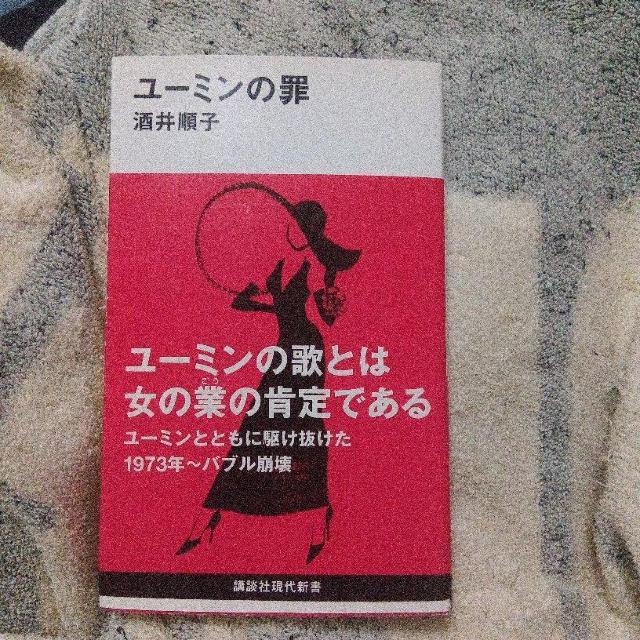 ユーミンの罪
酒井順子
ユーミンの歌とは
女の業の肯定である
ごう
ユーミンとともに駆け抜けた
1973年～バブル崩壊
講談社現代新書